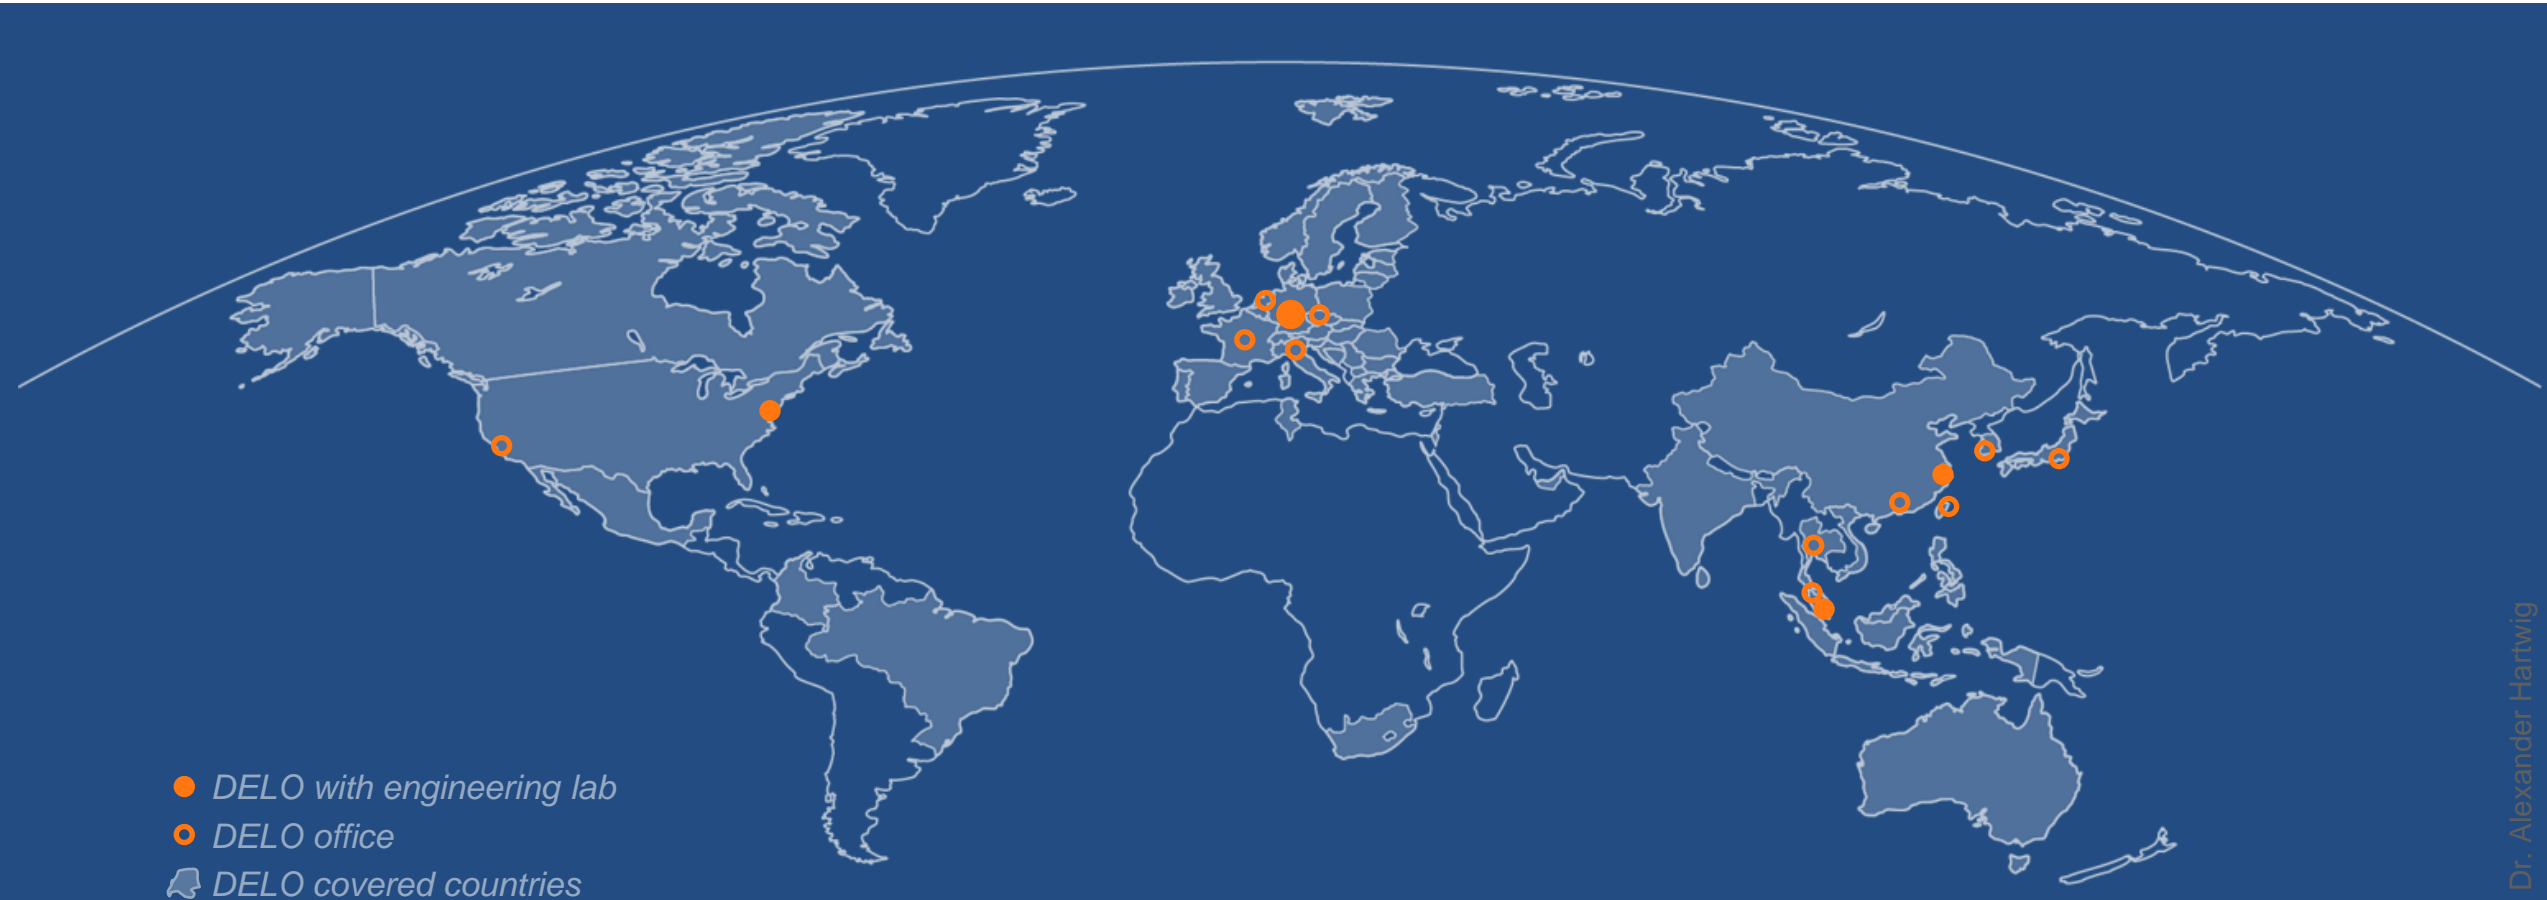 DELO with engineering lab
DELO office
DELO covered countries
Dr. Alexander Hartwig